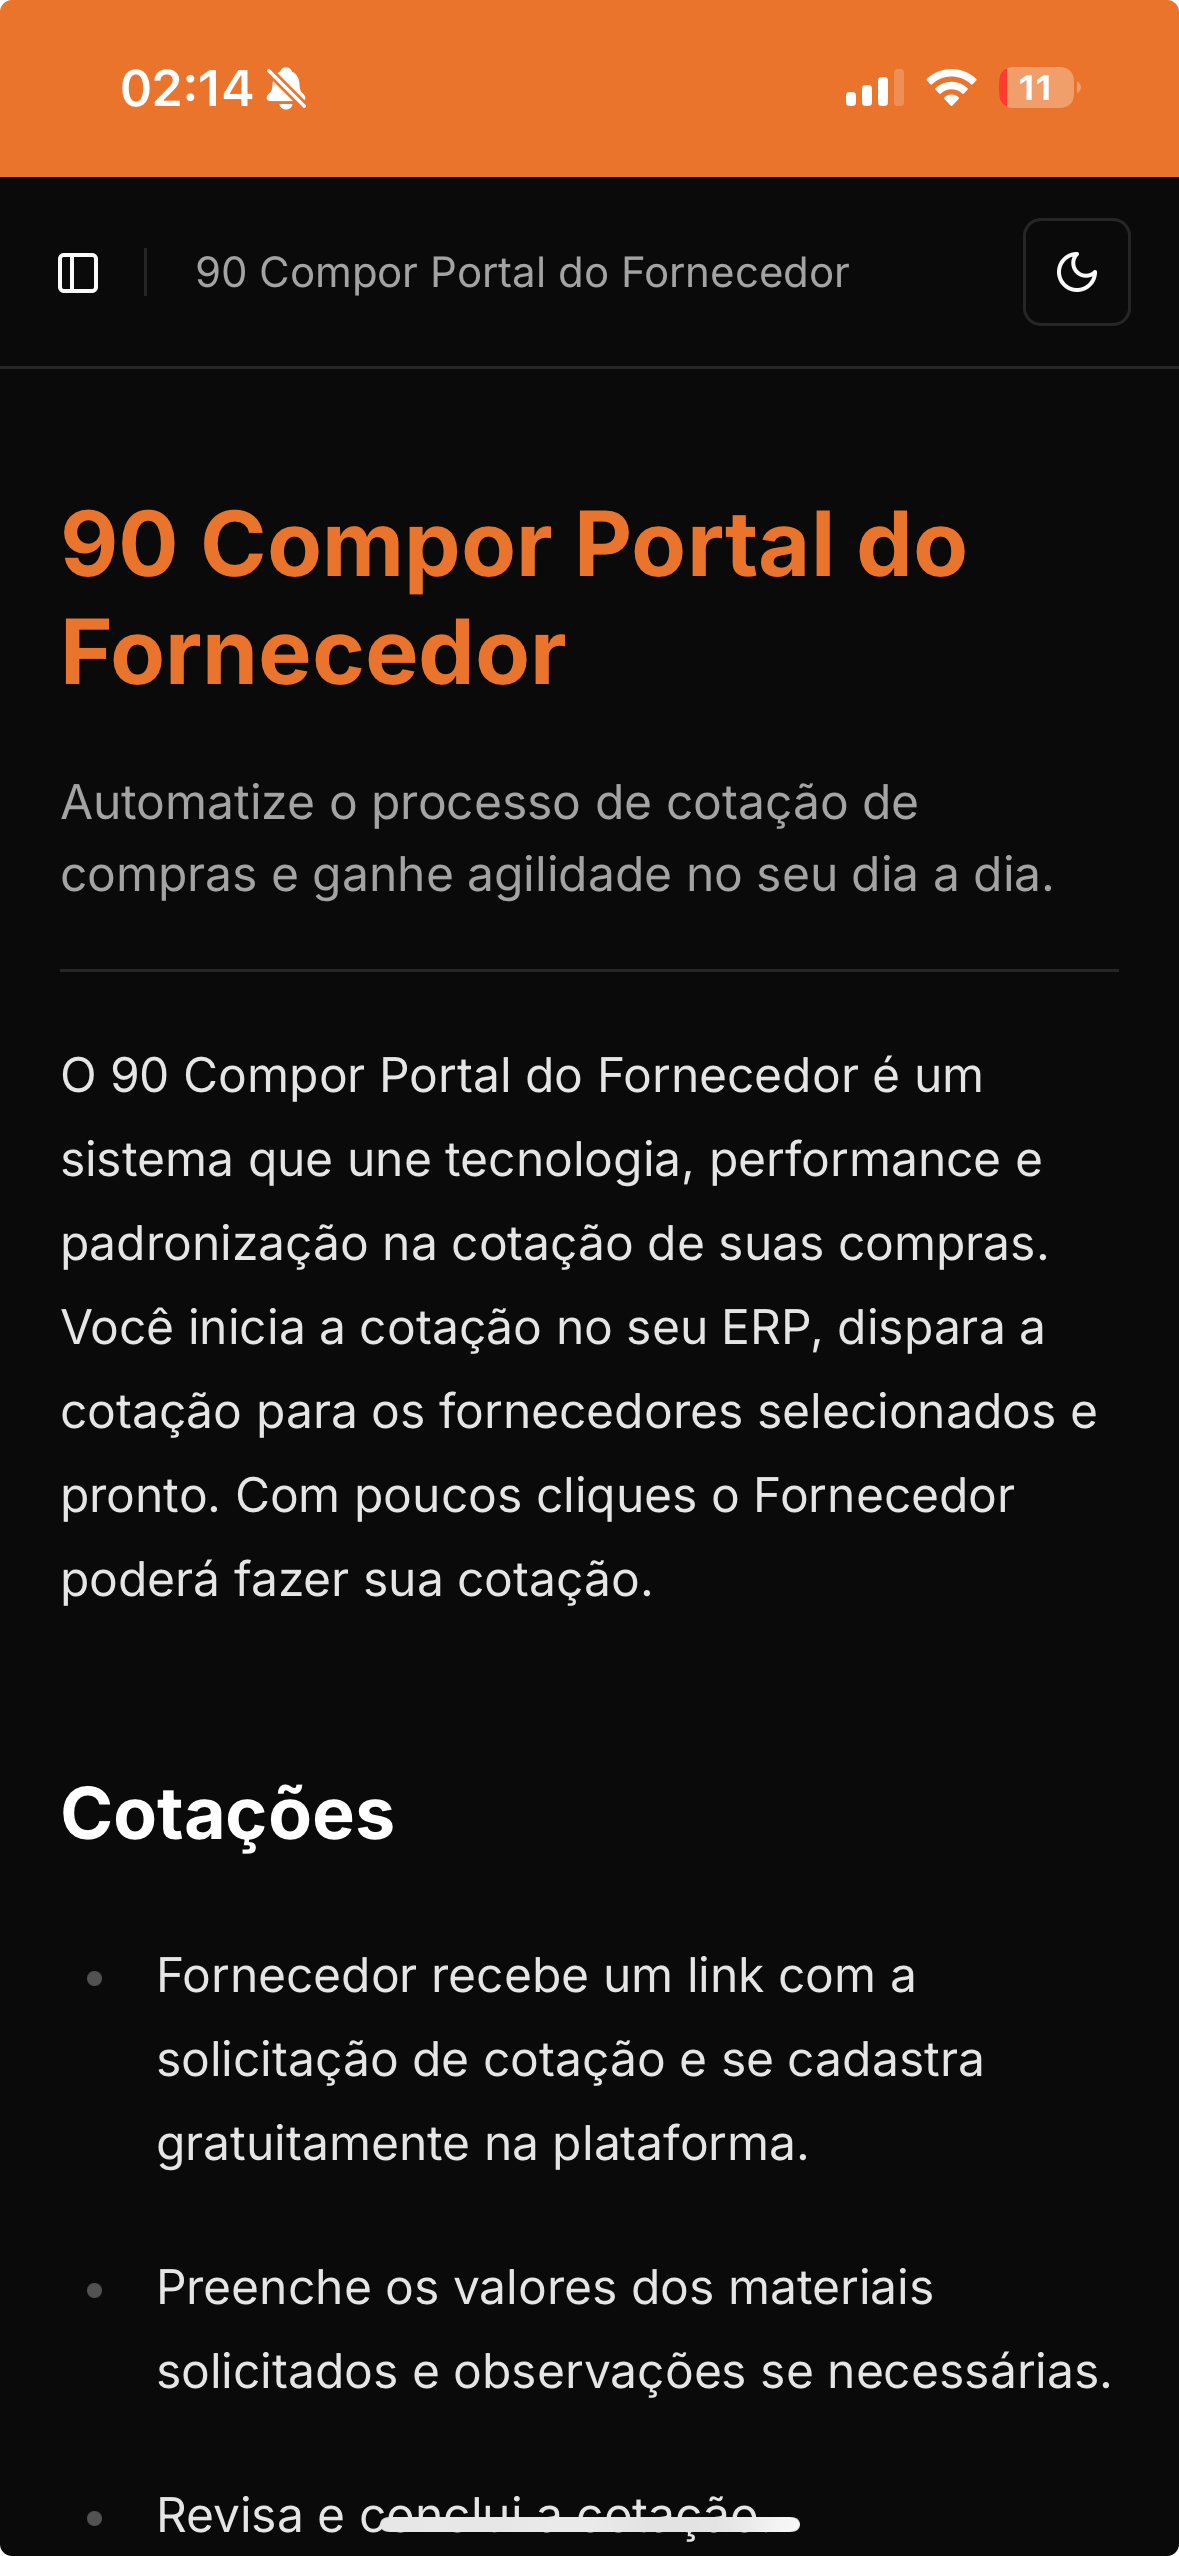 02:14
11
90 Compor Portal do Fornecedor
90 Compor Portal do
Fornecedor
Automatize o processo de cotação de
compras e ganhe agilidade no seu dia a dia.
O 90 Compor Portal do Fornecedor é um
sistema que une tecnologia, performance e
padronização na cotação de suas compras.
Você inicia a cotação no seu ERP, dispara a
cotação para os fornecedores selecionados e
pronto. Com poucos cliques o Fornecedor
poderá fazer sua cotação.
Cotações
Fornecedor recebe um link com a
solicitação de cotação e se cadastra
gratuitamente na plataforma.
Preenche os valores dos materiais
solicitados e observações se necessárias.
Revisa e conclui a cotação.